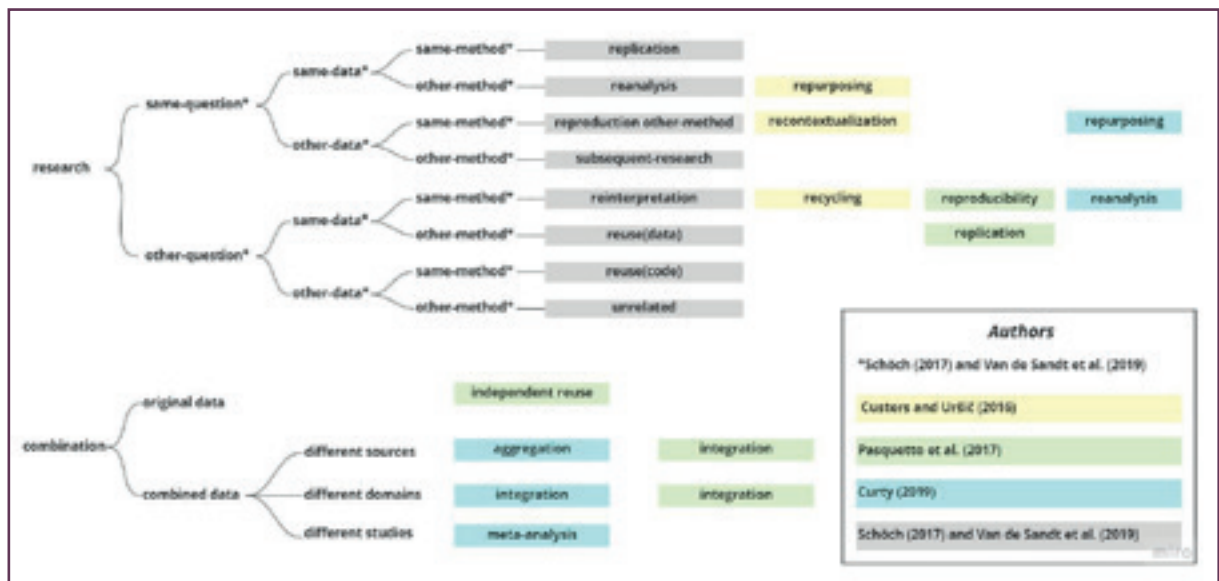 same-method* replication
same-data*
other-method* reanalysis repurposing
same-question*
same-method* reproduction other-method recontextualization repurposing
other-data*
other-method* subsequent-research
research
same-method* reinterpretation recycling reproducibility reanalysis
same-data*
other-method* reuse(data) replication
other-question*
same-method* reuse(code)
other-data*
other-method* unrelated
Authors
*Schöch (2017) and Van de Sandt et al. (2019)
original data independent reuse
Custers and Uršič (2016)
combination
different sources aggregation integration
Pasquetto et al. (2017)
combined data different domains integration integration
Curty (2019)
different studios meta-analysis
Schöch (2017) and Van de Sandt et al. (2019)
miro